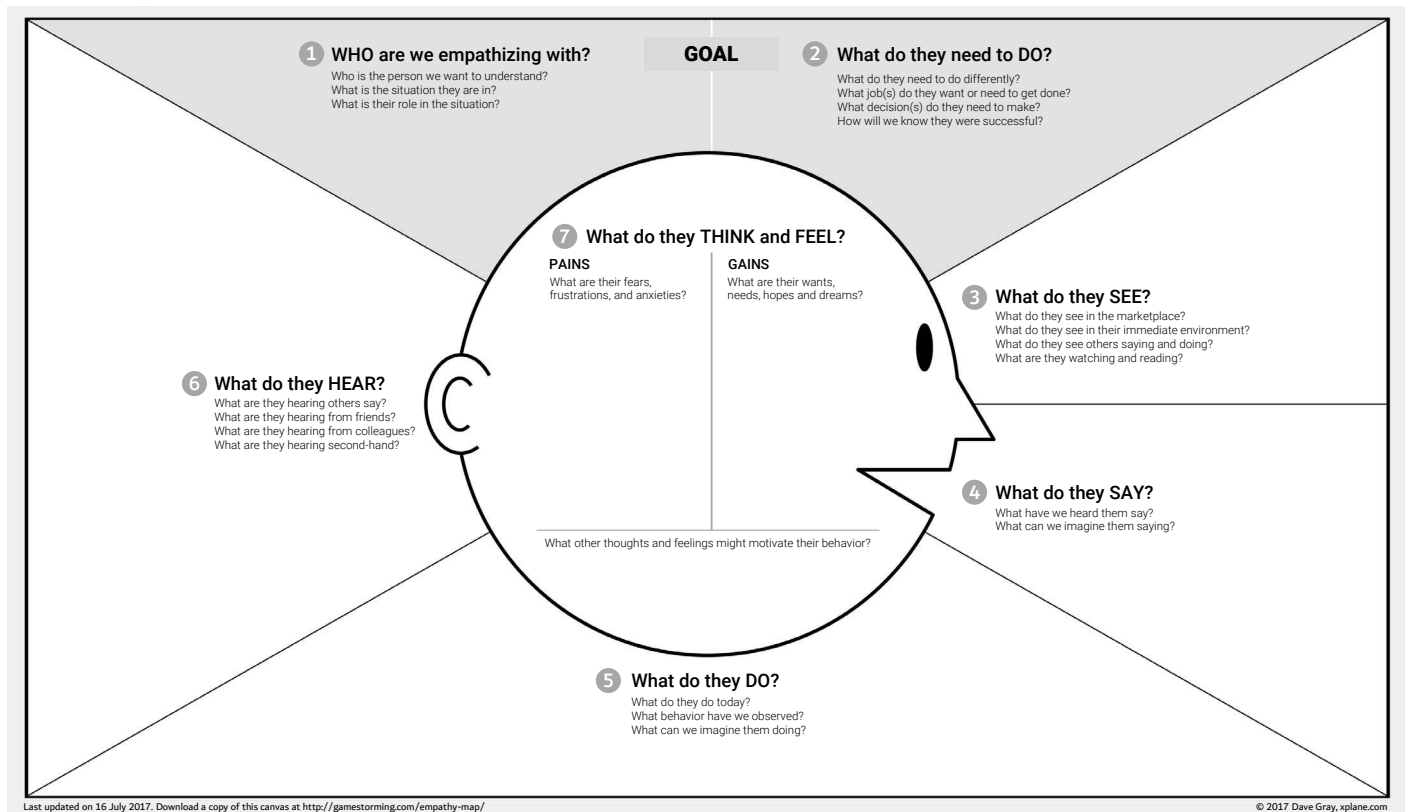 GOAL
1 WHO are we empathizing with?
Who is the person we want to understand?
What is the situation they are in?
What is their role in the situation?
2 What do they need to DO?
What do they need to do differently?
What job(s) do they want or need to get done?
What decision(s) do they need to make?
How will we know they were successful?
3 What do they SEE?
What do they see in the marketplace?
What do they see in their immediate environment?
What do they see others saying and doing?
What are they watching and reading?
4 What do they SAY?
What have we heard them say?
What can we imagine them saying?
5 What do they DO?
What do they do today?
What behavior have we observed?
What can we imagine them doing?
6 What do they HEAR?
What are they hearing others say?
What are they hearing from friends?
What are they hearing from colleagues?
What are they hearing second-hand?
7 What do they THINK and FEEL?
PAINS
What are their fears,
frustrations, and anxieties?
GAINS
What are their wants,
needs, hopes and dreams?
What other thoughts and feelings might motivate their behavior?
Last updated on 16 July 2017. Download a copy of this canvas at http://gamestorming.com/empathy-map/
© 2017 Dave Gray, xplane.com